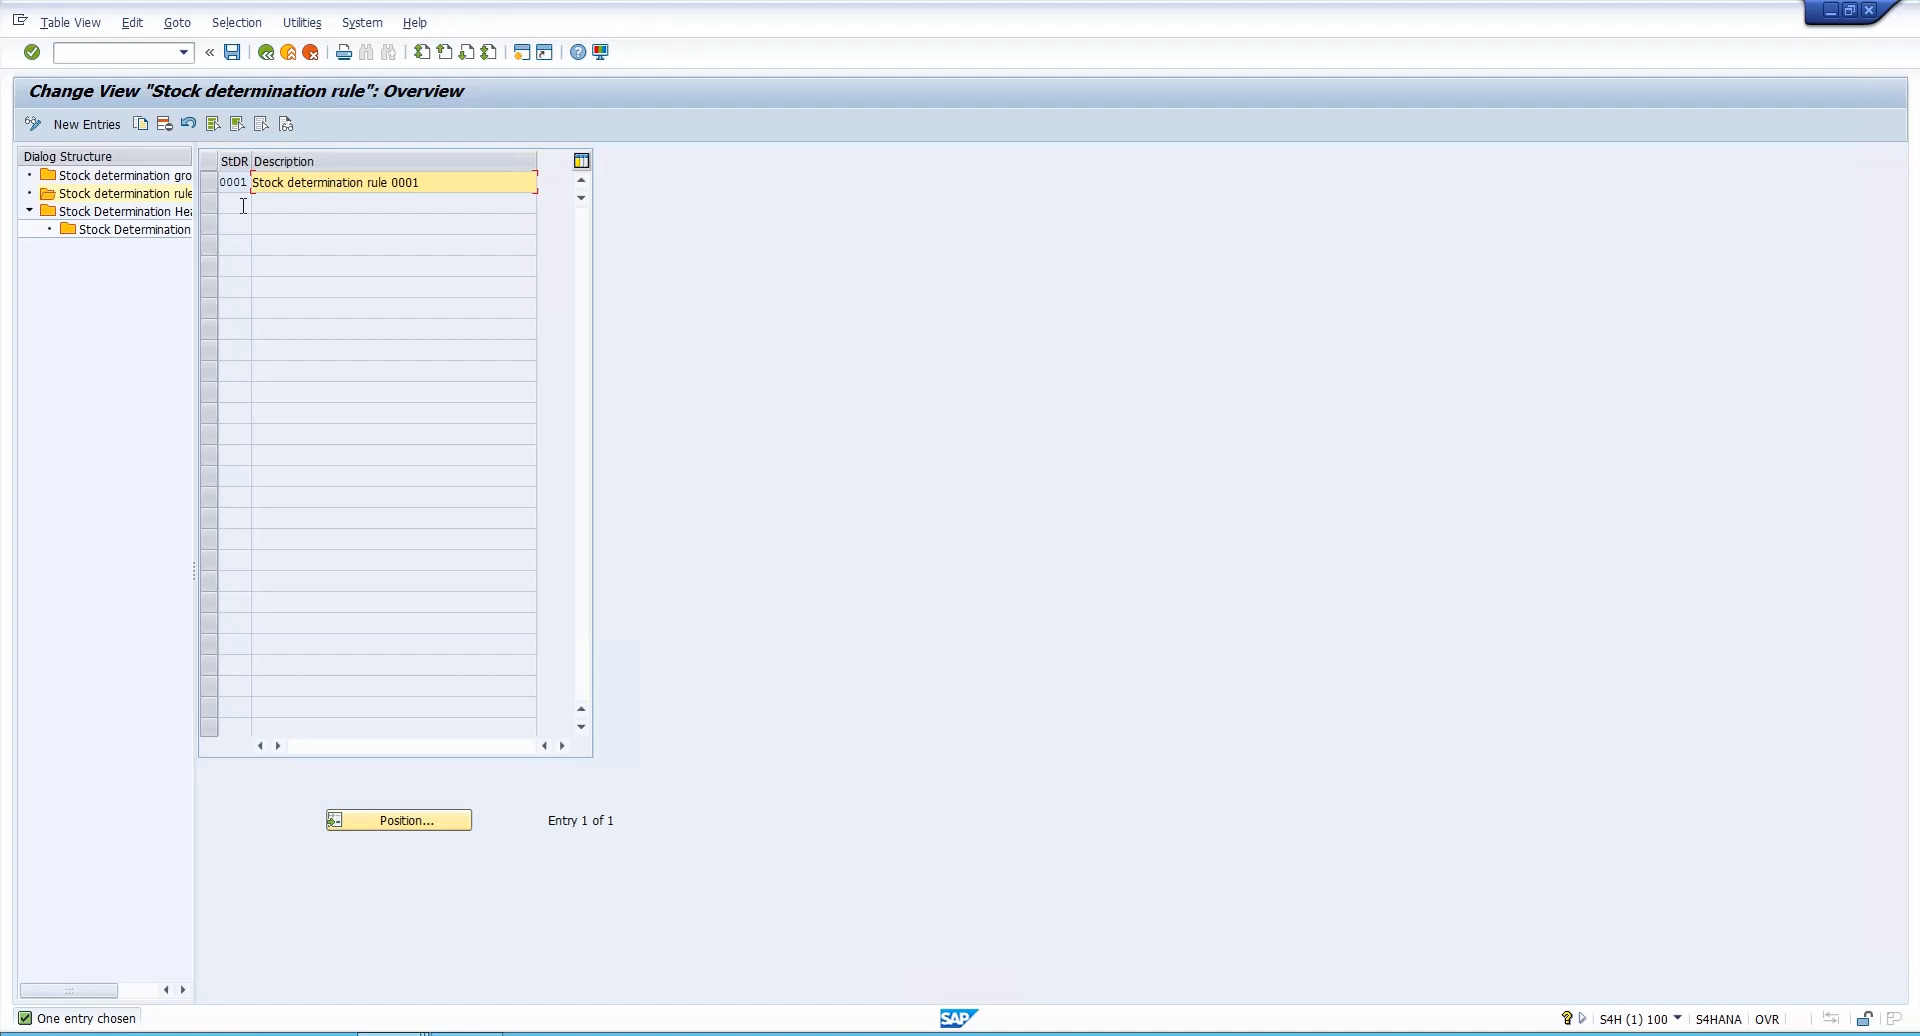 Table View Edit Goto Selection Utilities System Help
Change View "Stock determination rule": Overview
New Entries
Dialog Structure
Stock determination gro
Stock determination rule
Stock Determination Hea
Stock Determination
StDR Description
0001 Stock determination rule 0001
Position... Entry 1 of 1
One entry chosen
SAP
S4H (1) 100 S4HANA OVR